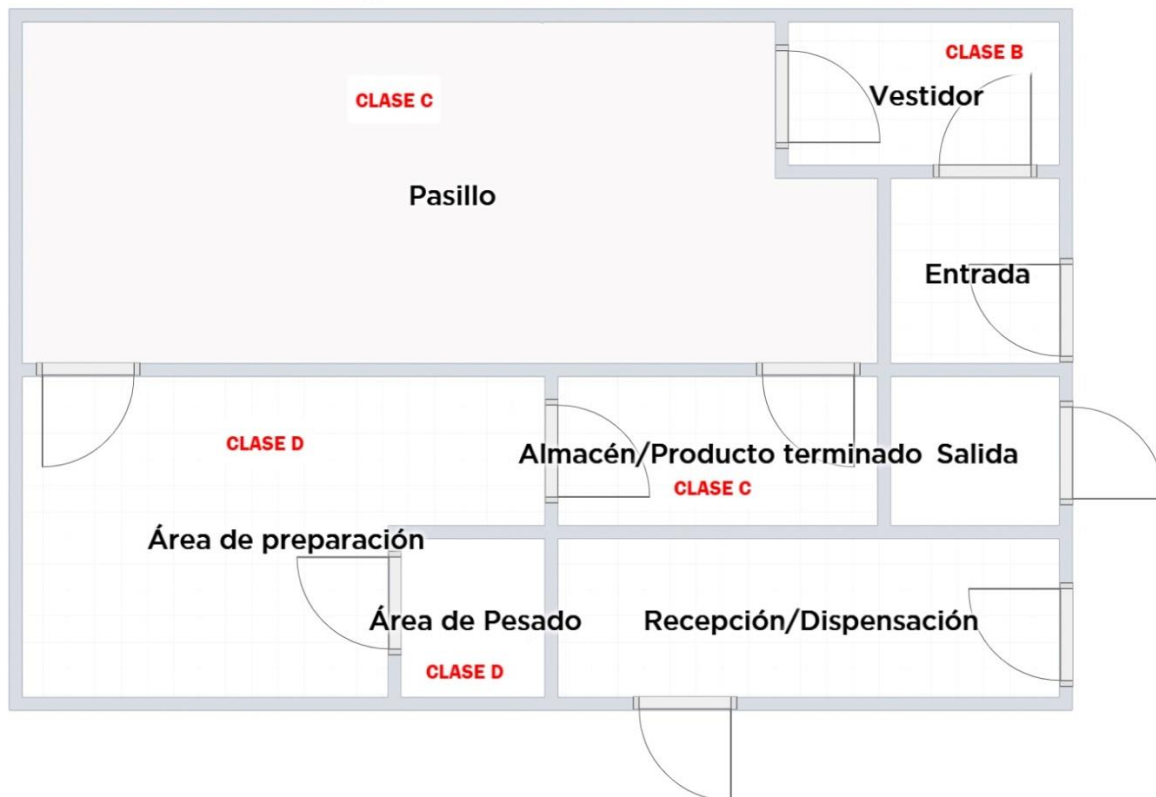 CLASE B
Vestidor
CLASE C
Pasillo
Entrada
CLASE D
Almacén/Producto terminado
Salida
CLASE C
Área de preparación
Área de Pesado
Recepción/Dispensación
CLASE D